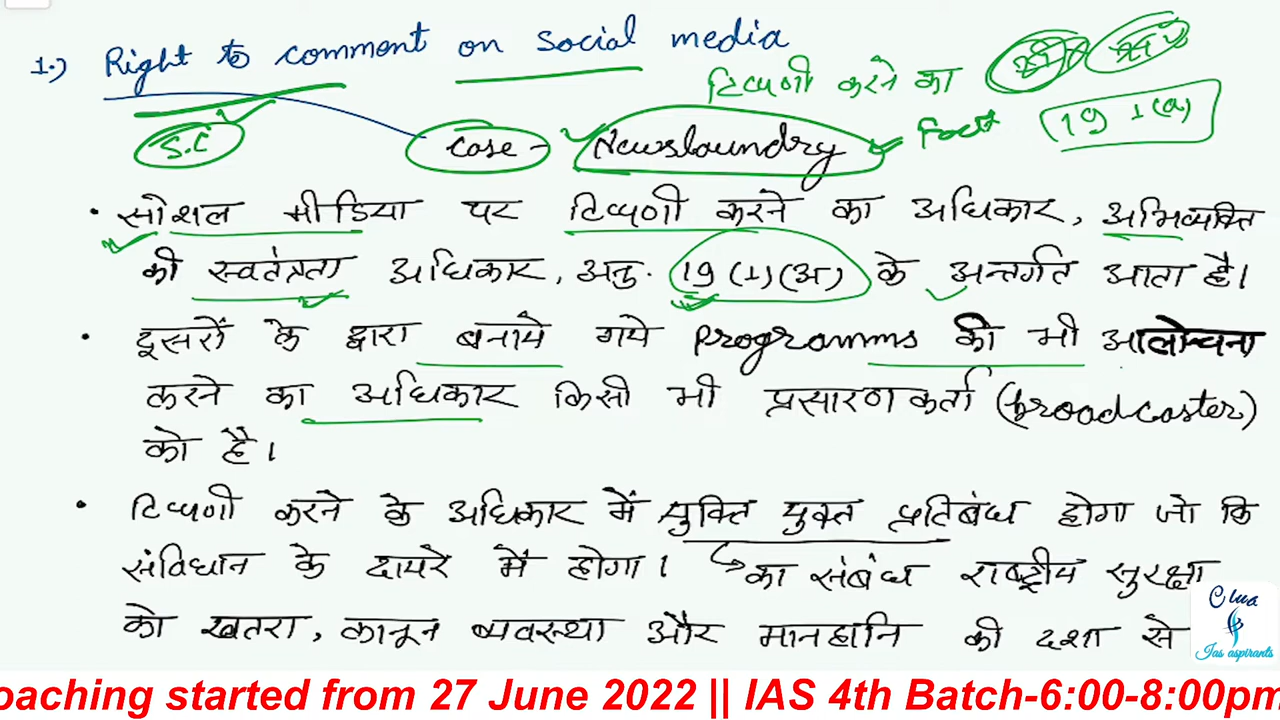 1.) Right to comment on social media
टिप्पणी करने का
19 1(a)
S.C
Case - Newslaundry
Fact
• सोशल मीडिया पर टिप्पणी करने का अधिकार, अभिव्यक्ति
की स्वतंत्रता अधिकार, अनु. 19 (1) (अ) के अन्तर्गत आता है।
• दूसरों के द्वारा बनाये गये Programms की भी आलोचना
करने का अधिकार किसी भी प्रसारणकर्ता (broadcaster)
को है।
• टिप्पणी करने के अधिकार में युक्ति युक्त प्रतिबंध होगा जो कि
संविधान के दायरे में होगा। का संबंध राष्ट्रीय सुरक्षा
को खतरा, कानून व्यवस्था और मानहानि की दशा से
Clue
Ias aspirants
oaching started from 27 June 2022 || IAS 4th Batch-6:00-8:00pm